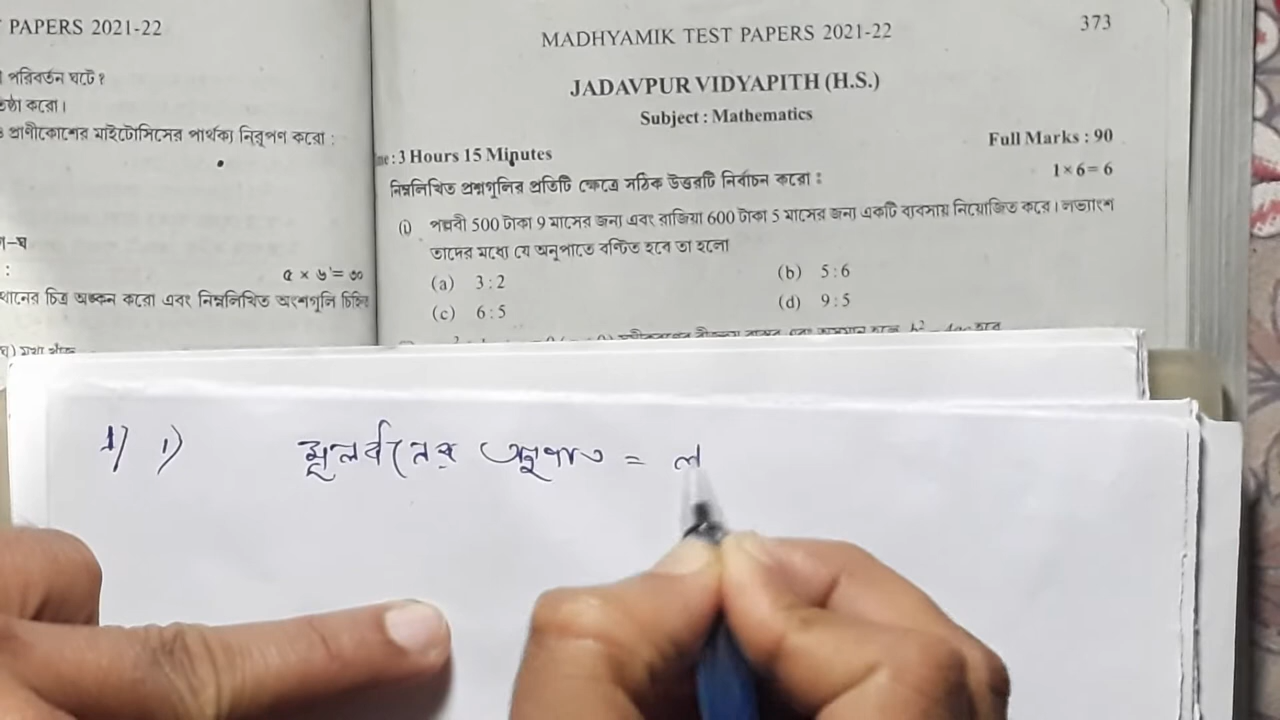 PAPERS 2021-22
পরিবর্তন ঘটে?
করো।
প্রাণীকোশের মাইটোসিসের পার্থক্য নিরূপণ করো :
৫ × ৬ = ৩০
স্থানের চিত্র অঙ্কন করো এবং নিম্নলিখিত অংশগুলি চিহ্নিত
MADHYAMIK TEST PAPERS 2021-22
373
JADAVPUR VIDYAPITH (H.S.)
Subject : Mathematics
me : 3 Hours 15 Minutes
Full Marks : 90
নিম্নলিখিত প্রশ্নগুলির প্রতিটি ক্ষেত্রে সঠিক উত্তরটি নির্বাচন করো :
1×6= 6
(i) পল্লবী 500 টাকা 9 মাসের জন্য এবং রাজিয়া 600 টাকা 5 মাসের জন্য একটি ব্যবসায় নিয়োজিত করে। লভ্যাংশ
তাদের মধ্যে যে অনুপাতে বণ্টিত হবে তা হলো
(a) 3 : 2
(b) 5 : 6
(c) 6 : 5
(d) 9 : 5
1) i) মূলধনের অনুপাত = ল